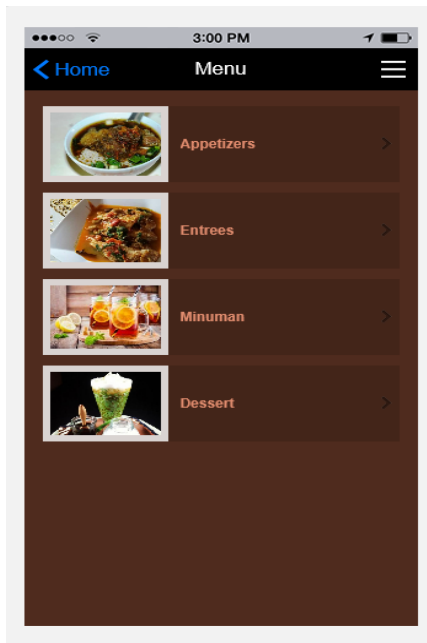 3:00 PM
Home
Menu
Appetizers
Entrees
Minuman
Dessert